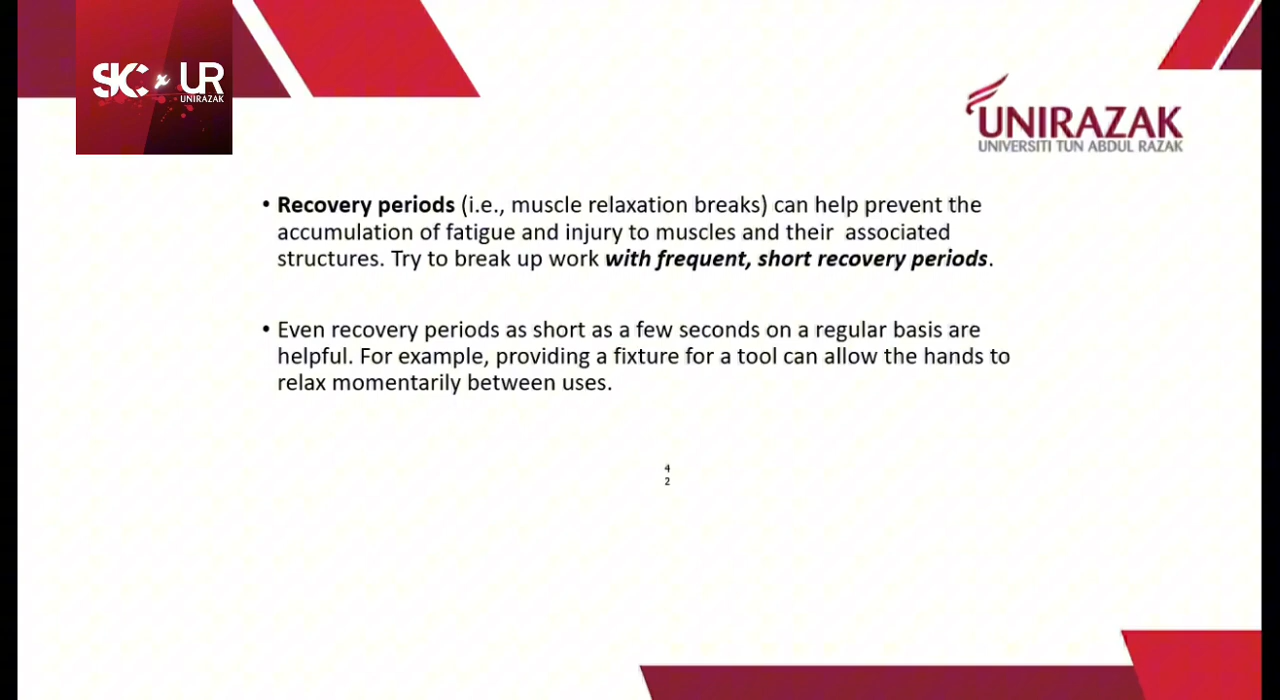 SIC x UR
UNIRAZAK
UNIRAZAK
UNIVERSITI TUN ABDUL RAZAK
• Recovery periods (i.e., muscle relaxation breaks) can help prevent the
accumulation of fatigue and injury to muscles and their  associated
structures. Try to break up work with frequent, short recovery periods.
• Even recovery periods as short as a few seconds on a regular basis are
helpful. For example, providing a fixture for a tool can allow the hands to
relax momentarily between uses.
4
2